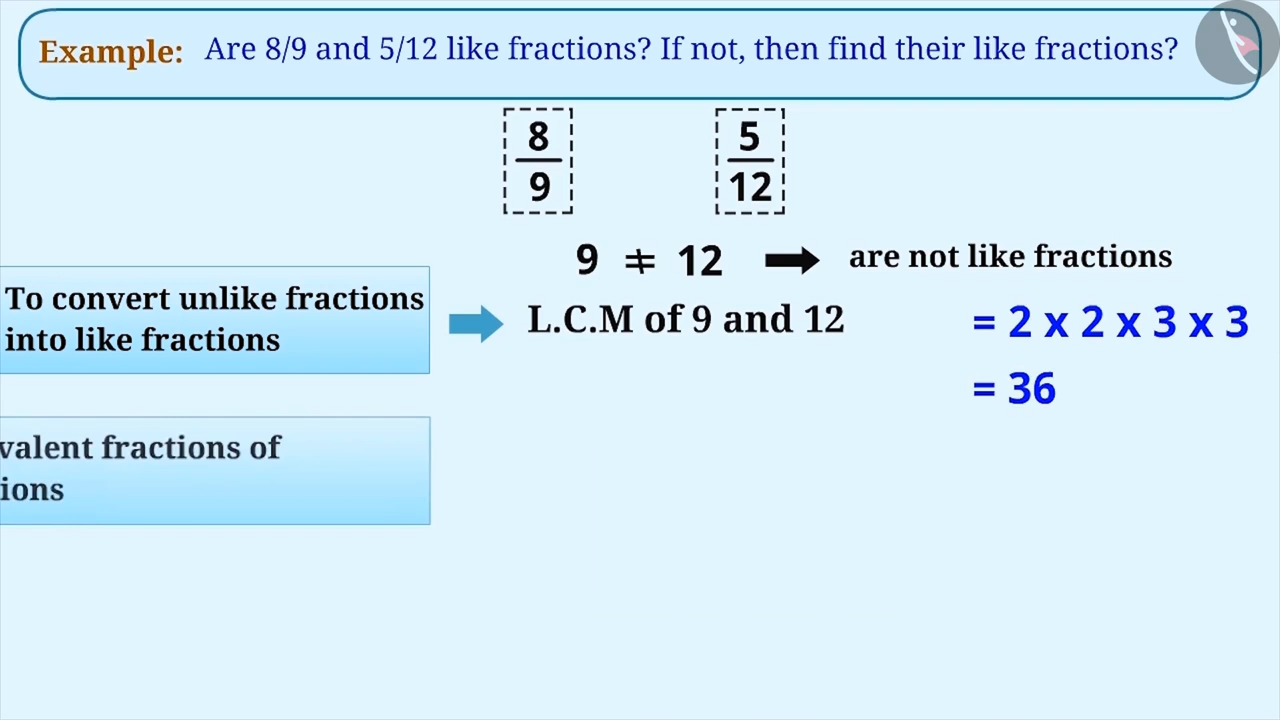 Example: Are 8/9 and 5/12 like fractions? If not, then find their like fractions?
8 5
9 12
9 ≠ 12 are not like fractions
To convert unlike fractions
into like fractions
L.C.M of 9 and 12 = 2 x 2 x 3 x 3
= 36
valent fractions of
ions